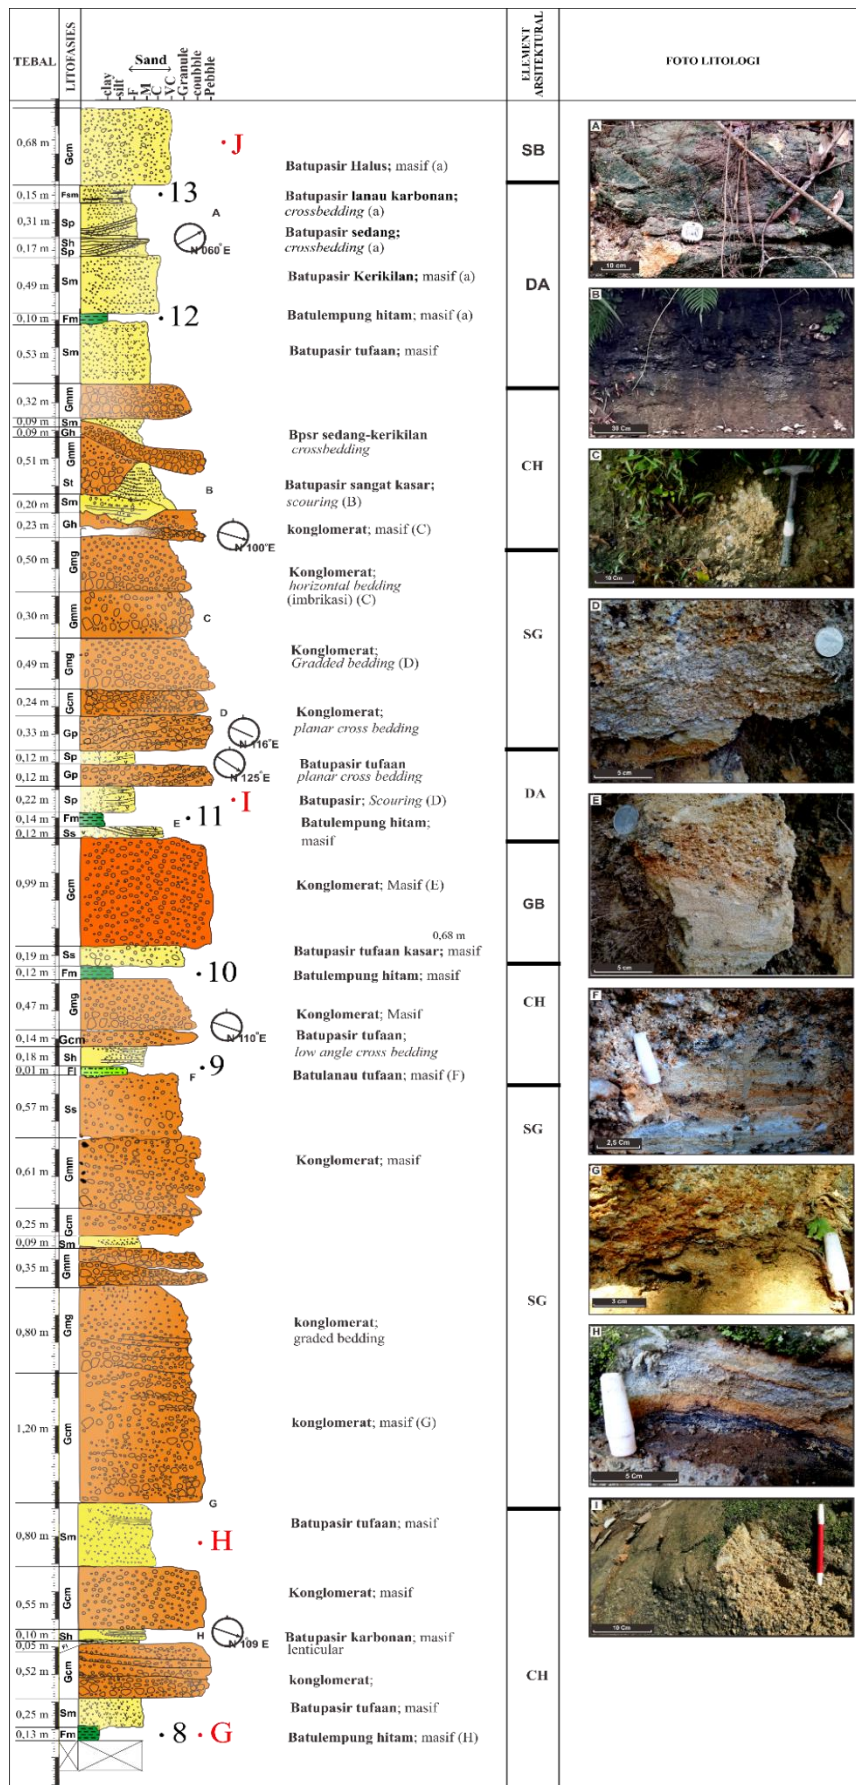 TEBAL
LITOFASIES
clay
silt
Sand
F
M
C
VC
Granule
coubble
Pebble
ELEMENT
ARSITEKTURAL
FOTO LITOLOGI
0,68 m
Gcm
J
Batupasir Halus; masif (a)
SB
0,15 m
Fsm
13
Batupasir lanau karbonan;
crossbedding (a)
0,31 m
Sp
A
N 060°E
Batupasir sedang;
crossbedding (a)
0,17 m
Sh
Sp
0,49 m
Sm
Batupasir Kerikilan; masif (a)
DA
0,10 m
Fm
12
Batulempung hitam; masif (a)
0,53 m
Sm
Batupasir tufaan; masif
0,32 m
Gmm
0,09 m
Sm
0,09 m
Gh
Bpsr sedang-kerikilan
crossbedding
0,51 m
Gmm
St
CH
B
Batupasir sangat kasar;
scouring (B)
0,20 m
Sm
0,23 m
Gh
konglomerat; masif (C)
N 100°E
0,50 m
Gmg
Konglomerat;
horizontal bedding
(imbrikasi) (C)
0,30 m
Gmm
C
SG
0,49 m
Gmg
Konglomerat;
Gradded bedding (D)
0,24 m
Gcm
D
Konglomerat;
planar cross bedding
0,33 m
Gp
N 116°E
0,12 m
Sp
Batupasir tufaan
planar cross bedding
0,12 m
Gp
N 125°E
0,22 m
Sp
I
Batupasir; Scouring (D)
DA
0,14 m
Fm
E
11
Batulempung hitam;
masif
0,12 m
Ss
0,99 m
Gcm
Konglomerat; Masif (E)
GB
0,68 m
0,19 m
Ss
Batupasir tufaan kasar; masif
0,12 m
Fm
10
Batulempung hitam; masif
0,47 m
Gmg
Konglomerat; Masif
CH
N 110°E
0,14 m
Gcm
Batupasir tufaan;
low angle cross bedding
0,18 m
Sh
9
0,01 m
Fl
F
Batulanau tufaan; masif (F)
0,57 m
Ss
SG
0,61 m
Gmm
Konglomerat; masif
0,25 m
Gcm
0,09 m
Sm
0,35 m
Gmm
0,80 m
Gmg
konglomerat;
graded bedding
SG
1,20 m
Gcm
konglomerat; masif (G)
G
0,80 m
Sm
Batupasir tufaan; masif
H
0,55 m
Gcm
Konglomerat; masif
0,10 m
Sh
H
N 109 E
Batupasir karbonan; masif
lenticular
0,05 m
Fl
0,52 m
Gcm
konglomerat;
CH
0,25 m
Sm
Batupasir tufaan; masif
0,13 m
Fm
8
G
Batulempung hitam; masif (H)
A
10 cm
B
30 Cm
C
10 Cm
D
5 cm
E
5 cm
F
2,5 Cm
G
3 cm
H
5 Cm
I
10 Cm